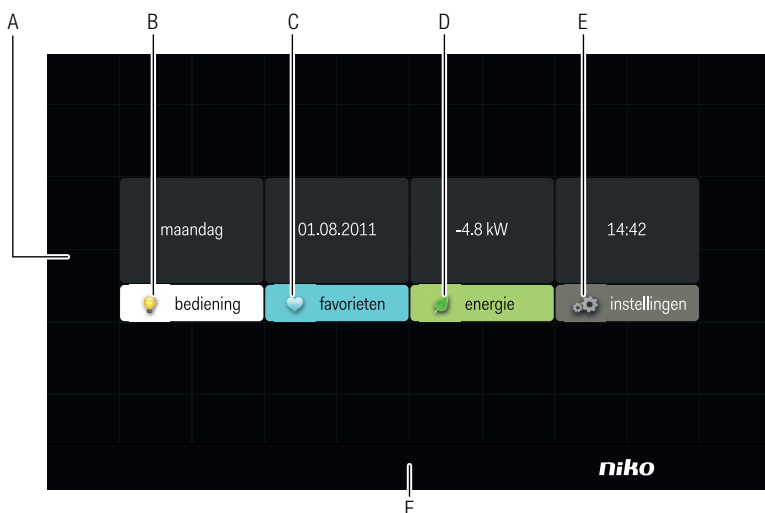 A B C D E
maandag 01.08.2011 -4.8 kW 14:42
bediening favorieten energie instellingen
niko
F